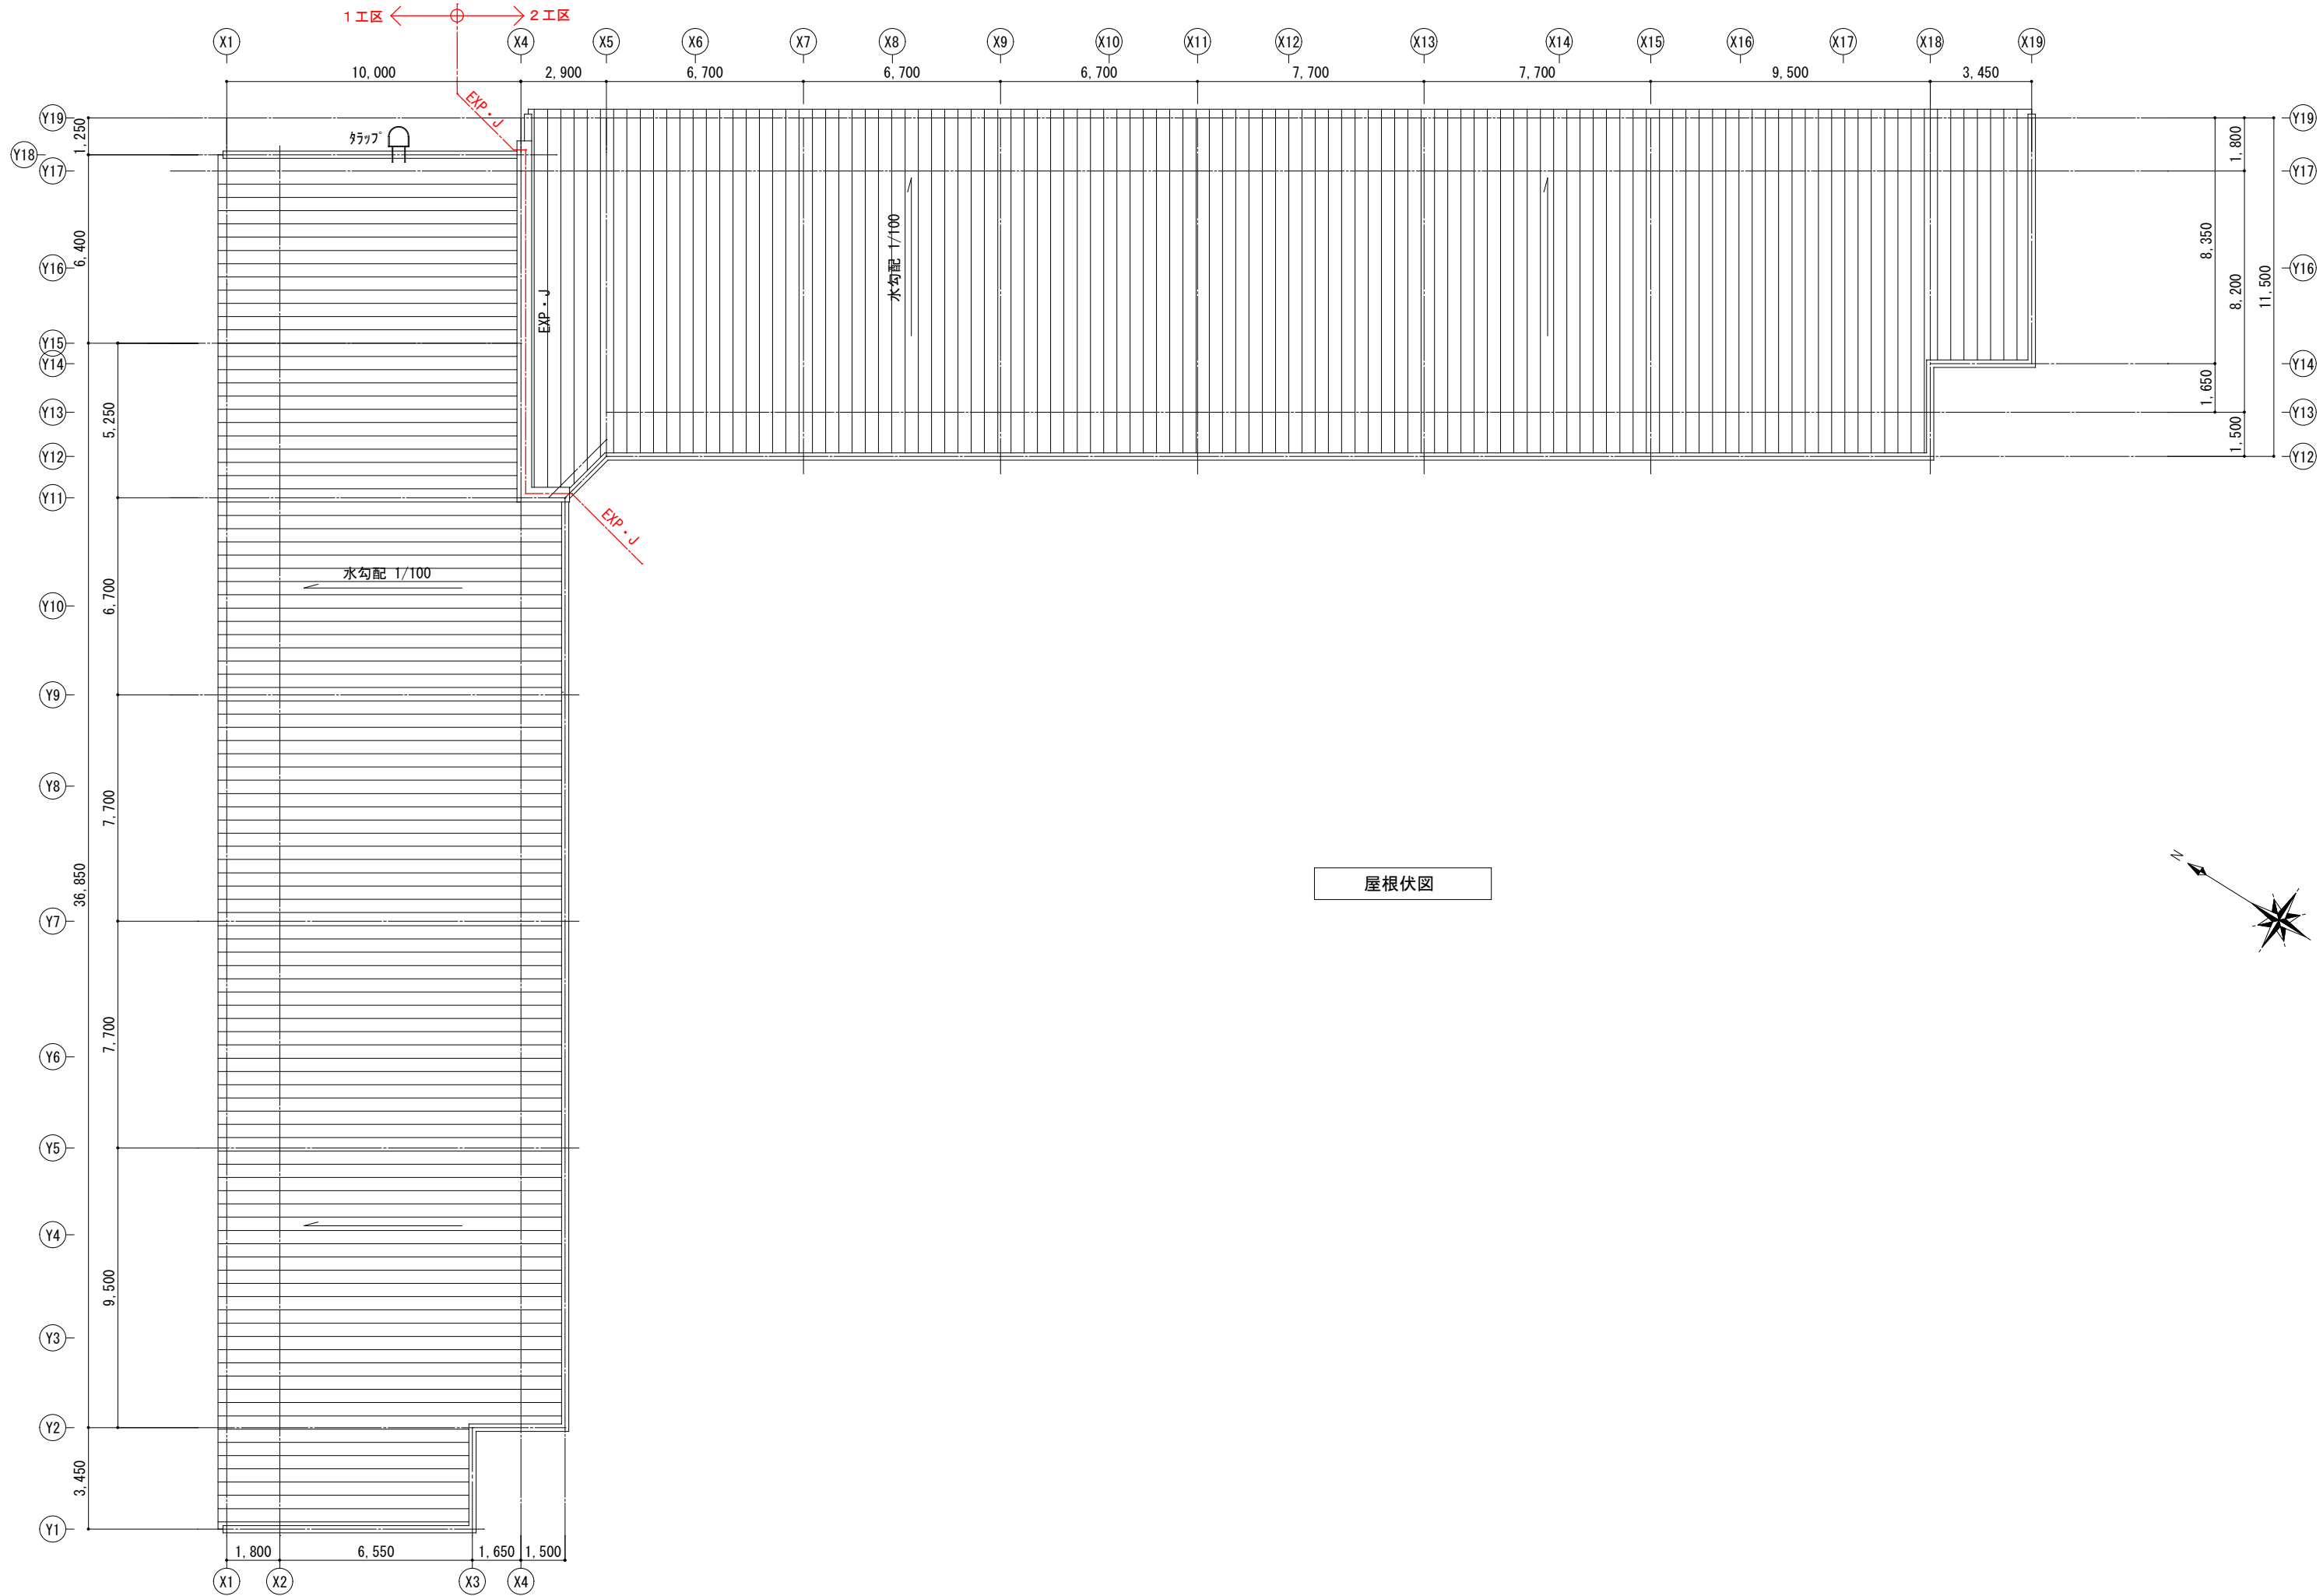 1工区 2工区
X1 X4 X5 X6 X7 X8 X9 X10 X11 X12 X13 X14 X15 X16 X17 X18 X19
10,000 2,900 6,700 6,700 6,700 7,700 7,700 9,500 3,450
EXP・J
Y19 Y19
1,250
1,800
タラップ
Y18
Y17 Y17
6,400
水勾配 1/100
8,350
Y16 Y16
8,200
11,500
EXP・J
Y15
Y14 Y14
1,650
5,250
Y13 Y13
1,500
Y12 Y12
Y11
EXP・J
水勾配 1/100
6,700
Y10
Y9
Y8
7,700
N
36,850
屋根伏図
Y7
7,700
Y6
Y5
Y4
9,500
Y3
Y2
3,450
Y1
1,800 6,550 1,650 1,500
X1 X2 X3 X4